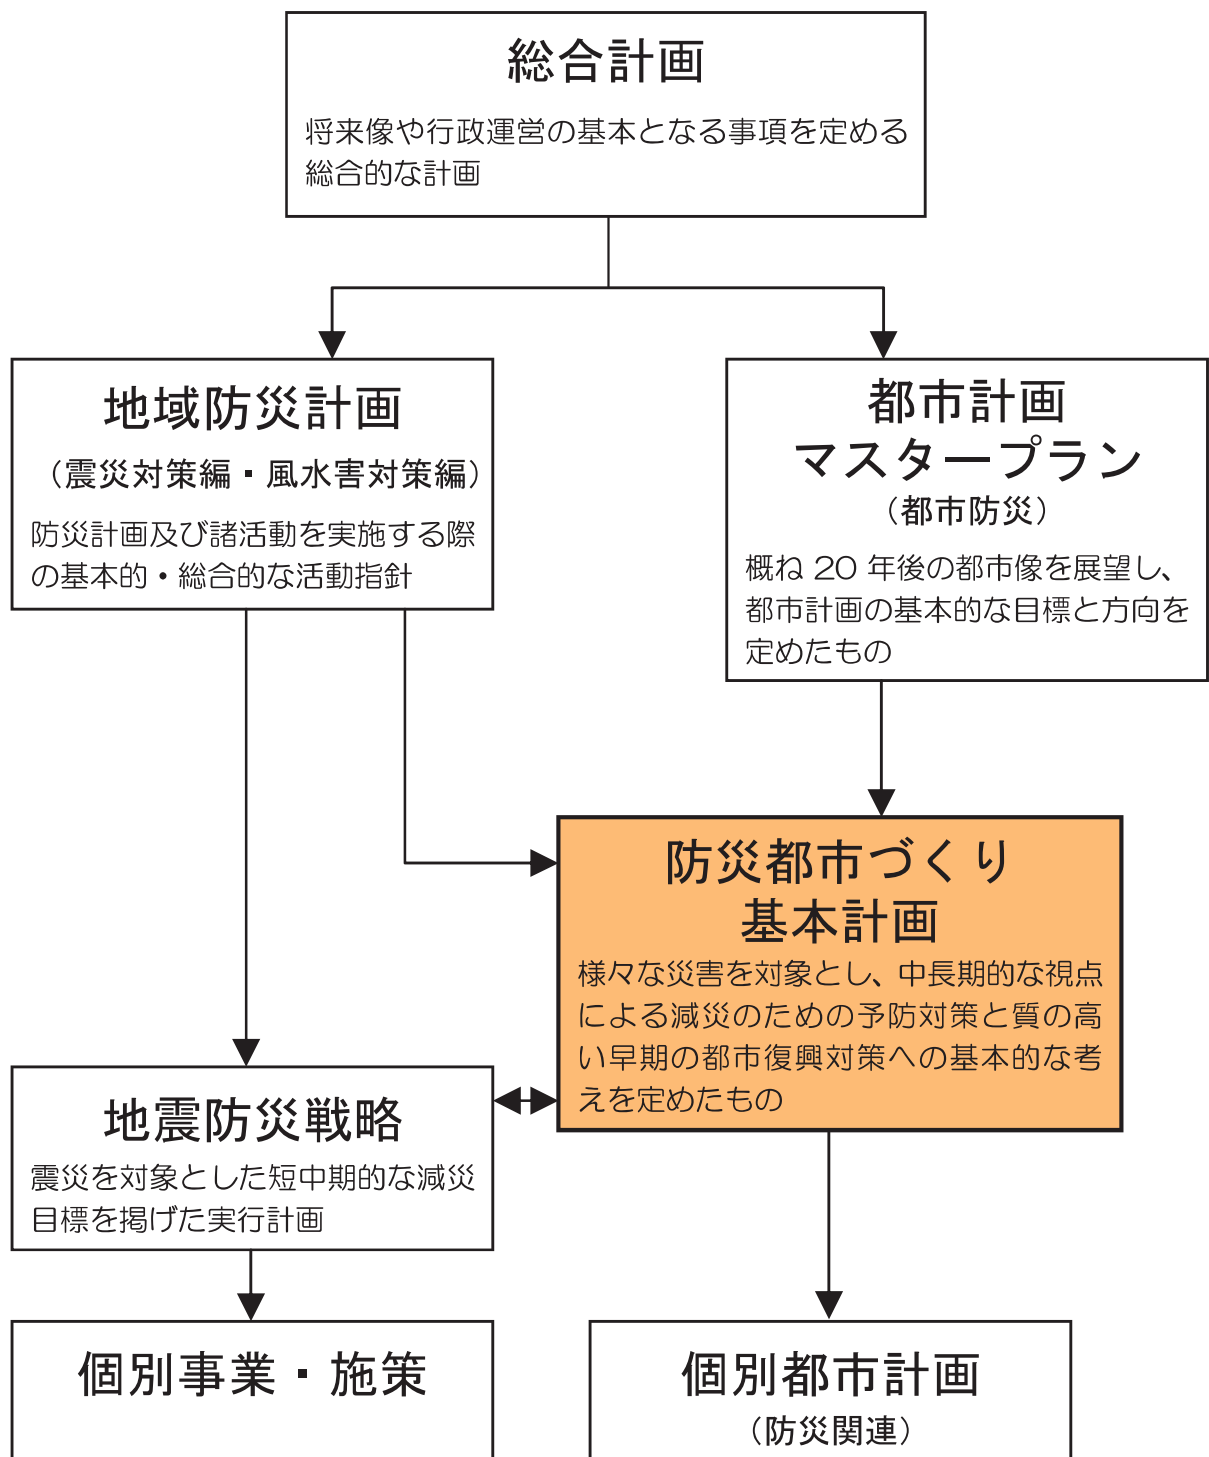 総合計画
将来像や行政運営の基本となる事項を定める
総合的な計画
地域防災計画
（震災対策編・風水害対策編）
防災計画及び諸活動を実施する際
の基本的・総合的な活動指針
都市計画
マスタープラン
（都市防災）
概ね 20 年後の都市像を展望し、
都市計画の基本的な目標と方向を
定めたもの
防災都市づくり
基本計画
様々な災害を対象とし、中長期的な視点
による減災のための予防対策と質の高
い早期の都市復興対策への基本的な考
えを定めたもの
地震防災戦略
震災を対象とした短中期的な減災
目標を掲げた実行計画
個別事業・施策
個別都市計画
（防災関連）